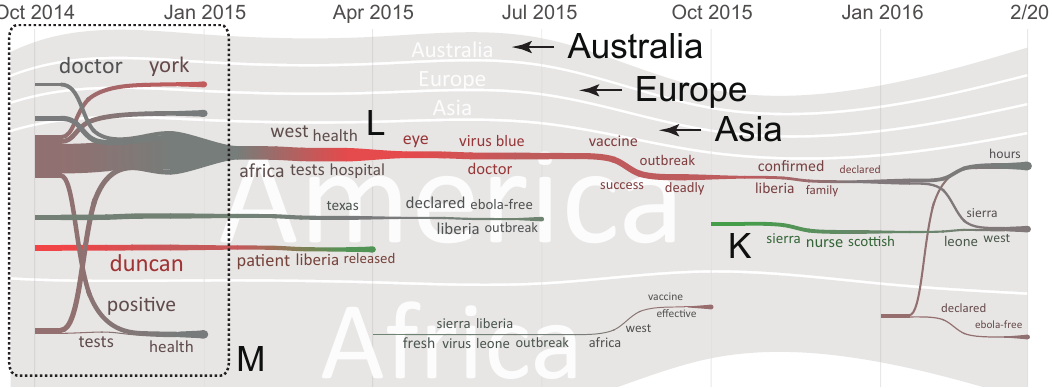 Oct 2014 Jan 2015 Apr 2015 Jul 2015 Oct 2015 Jan 2016 2/20
Australia Australia
Europe Europe
Asia Asia
doctor york
L
west health eye virus blue vaccine
africa tests hospital doctor outbreak confirmed declared hours
success deadly liberia family
America
texas declared ebola-free sierra
liberia outbreak
K
sierra nurse scottish leone west
duncan patient liberia released
positive vaccine declared
effective
Africa
sierra liberia west ebola-free
tests health fresh virus leone outbreak africa
M